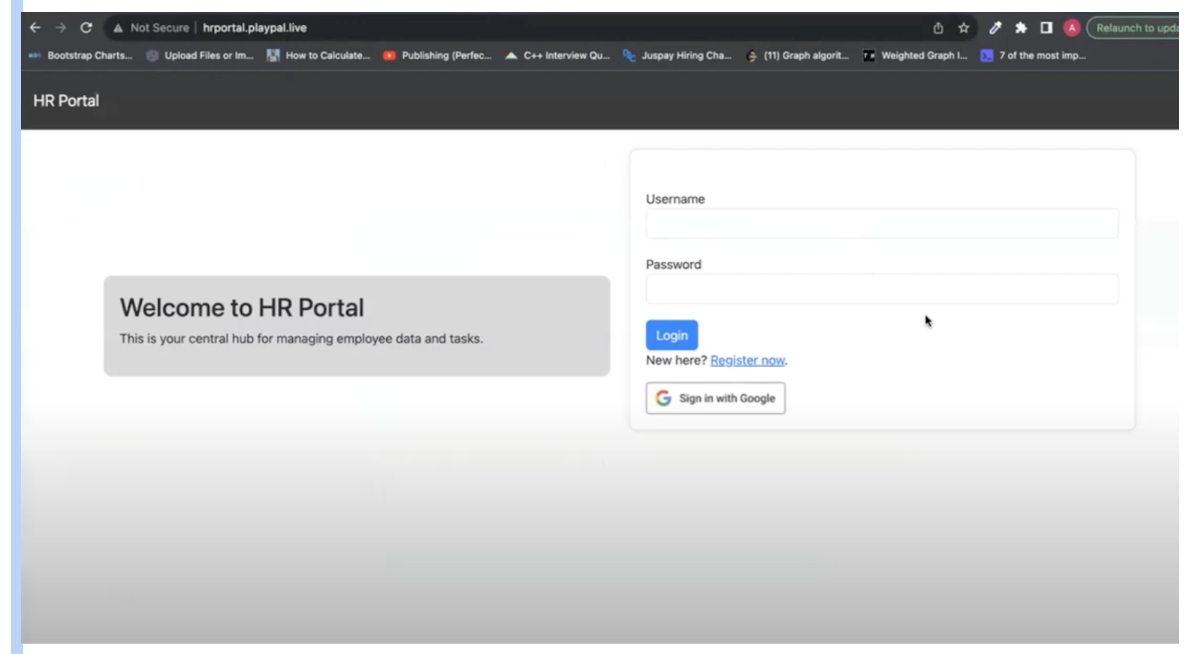 Not Secure | hrportal.playpal.live
Relaunch to upda
Bootstrap Charts... Upload Files or Im... How to Calculate... Publishing (Perfec... C++ Interview Qu... Juspay Hiring Cha... (11) Graph algorit... Weighted Graph I... 7 of the most imp...
HR Portal
Welcome to HR Portal
This is your central hub for managing employee data and tasks.
Username
Password
Login
New here? Register now.
Sign in with Google